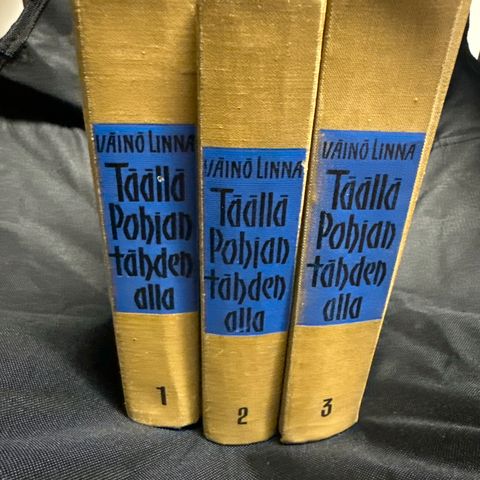 VÄINÖ LINNA
Täällä
Pohjan
tähden
alla
1
VÄINÖ LINNA
Täällä
Pohjan
tähden
alla
2
VÄINÖ LINNA
Täällä
Pohjan
tähden
alla
3